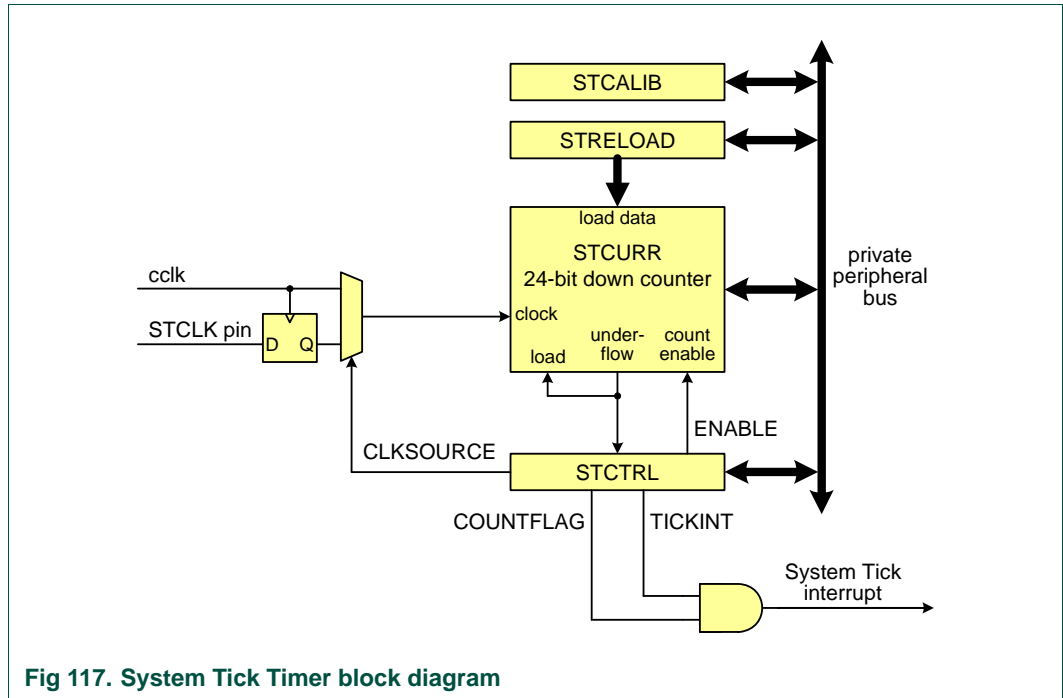 STCALIB
STRELOAD
load data
STCURR
24-bit down counter
private
peripheral
bus
cclk
clock
STCLK pin
D Q
under-
flow
count
enable
load
ENABLE
CLKSOURCE
STCTRL
COUNTFLAG
TICKINT
System Tick
interrupt
Fig 117. System Tick Timer block diagram